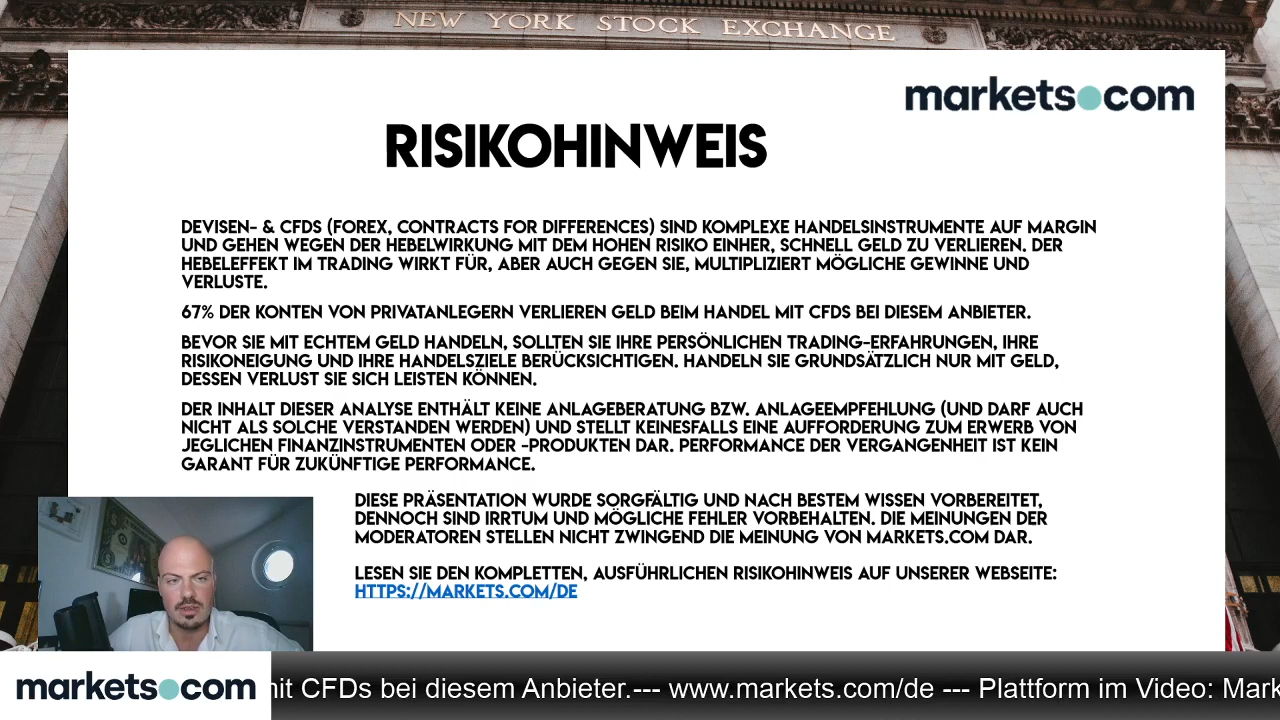 NEW YORK STOCK EXCHANGE
markets.com
RISIKOHINWEIS
DEVISEN- & CFDS (FOREX, CONTRACTS FOR DIFFERENCES) SIND KOMPLEXE HANDELSINSTRUMENTE AUF MARGIN
UND GEHEN WEGEN DER HEBELWIRKUNG MIT DEM HOHEN RISIKO EINHER, SCHNELL GELD ZU VERLIEREN. DER
HEBELEFFEKT IM TRADING WIRKT FÜR, ABER AUCH GEGEN SIE, MULTIPLIZIERT MÖGLICHE GEWINNE UND
VERLUSTE.
67% DER KONTEN VON PRIVATANLEGERN VERLIEREN GELD BEIM HANDEL MIT CFDS BEI DIESEM ANBIETER.
BEVOR SIE MIT ECHTEM GELD HANDELN, SOLLTEN SIE IHRE PERSÖNLICHEN TRADING-ERFAHRUNGEN, IHRE
RISIKONEIGUNG UND IHRE HANDELSZIELE BERÜCKSICHTIGEN. HANDELN SIE GRUNDSÄTZLICH NUR MIT GELD,
DESSEN VERLUST SIE SICH LEISTEN KÖNNEN.
DER INHALT DIESER ANALYSE ENTHÄLT KEINE ANLAGEBERATUNG BZW. ANLAGEEMPFEHLUNG (UND DARF AUCH
NICHT ALS SOLCHE VERSTANDEN WERDEN) UND STELLT KEINESFALLS EINE AUFFORDERUNG ZUM ERWERB VON
JEGLICHEN FINANZINSTRUMENTEN ODER -PRODUKTEN DAR. PERFORMANCE DER VERGANGENHEIT IST KEIN
GARANT FÜR ZUKÜNFTIGE PERFORMANCE.
DIESE PRÄSENTATION WURDE SORGFÄLTIG UND NACH BESTEM WISSEN VORBEREITET,
DENNOCH SIND IRRTUM UND MÖGLICHE FEHLER VORBEHALTEN. DIE MEINUNGEN DER
MODERATOREN STELLEN NICHT ZWINGEND DIE MEINUNG VON MARKETS.COM DAR.
LESEN SIE DEN KOMPLETTEN, AUSFÜHRLICHEN RISIKOHINWEIS AUF UNSERER WEBSEITE:
HTTPS://MARKETS.COM/DE
markets.com
nit CFDs bei diesem Anbieter.--- www.markets.com/de --- Plattform im Video: Mark